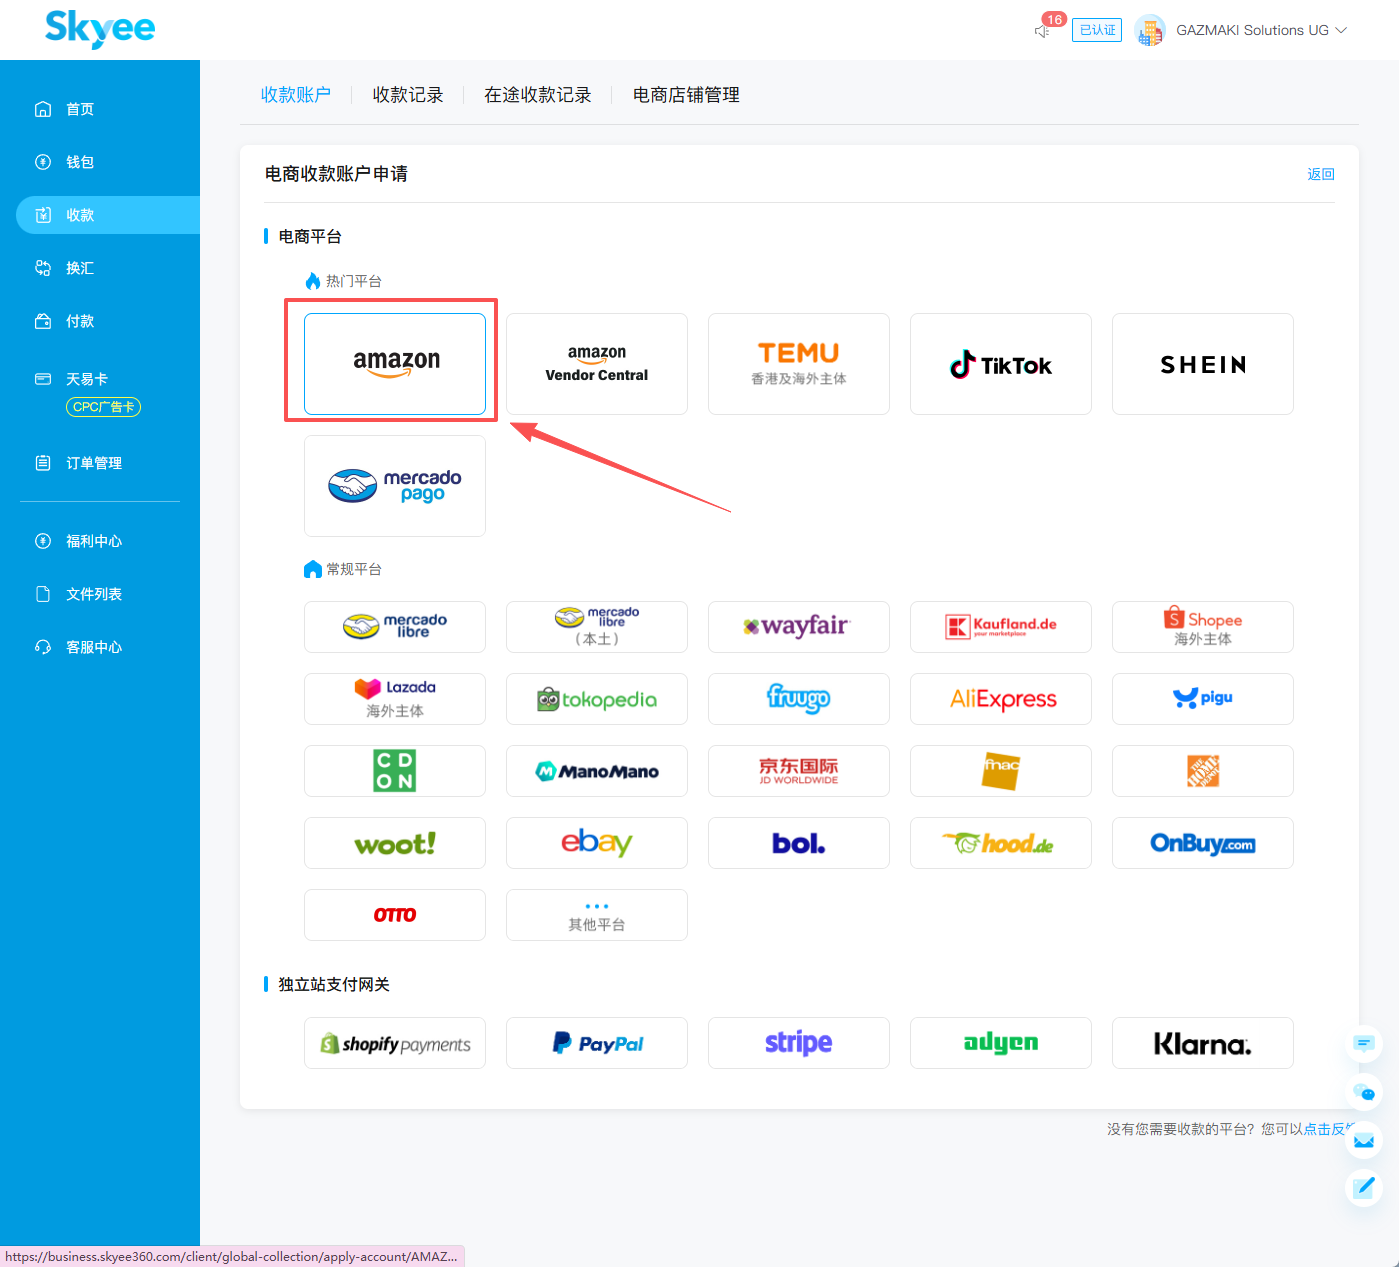 Skyee
16
已认证
GAZMAKI Solutions UG
首页
钱包
收款
换汇
付款
天易卡
CPC广告卡
订单管理
福利中心
文件列表
客服中心
收款账户
收款记录
在途收款记录
电商店铺管理
电商收款账户申请
返回
电商平台
热门平台
amazon
amazon
Vendor Central
TEMU
香港及海外主体
TikTok
SHEIN
mercado
pago
常规平台
mercado
libre
mercado
libre
（本土）
wayfair
Kaufland.de
your marketplace
Shopee
海外主体
Lazada
海外主体
tokopedia
fruugo
AliExpress
pigu
CD
ON
ManoMano
京东国际
JD WORLDWIDE
fnac
THE
HOME
DEPOT
woot!
ebay
bol.
hood.de
OnBuy.com
OTTO
其他平台
独立站支付网关
shopify payments
PayPal
stripe
adyen
Klarna.
没有您需要收款的平台？您可以点击反
https://business.skyee360.com/client/global-collection/apply-account/AMAZ...